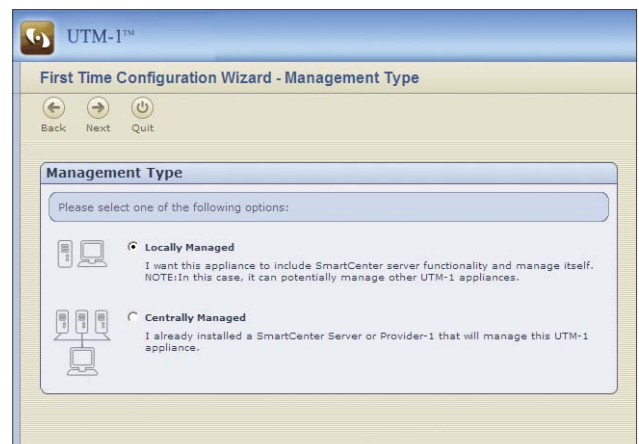 UTM-1™
First Time Configuration Wizard - Management Type
Back Next Quit
Management Type
Please select one of the following options:
Locally Managed
I want this appliance to include SmartCenter server functionality and manage itself.
NOTE:In this case, it can potentially manage other UTM-1 appliances.
Centrally Managed
I already installed a SmartCenter Server or Provider-1 that will manage this UTM-1
appliance.